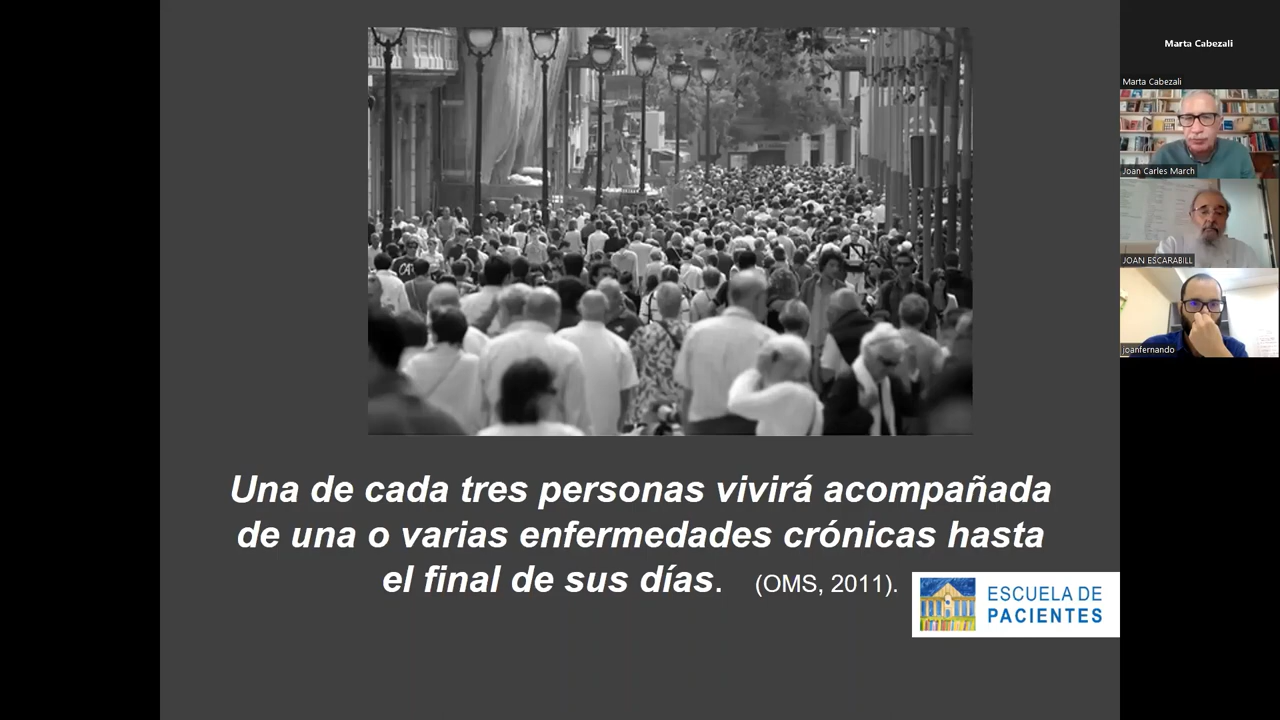 Una de cada tres personas vivirá acompañada
de una o varias enfermedades crónicas hasta
el final de sus días. (OMS, 2011).
ESCUELA DE
PACIENTES
Marta Cabezali
Marta Cabezali
Joan Carles March
JOAN ESCARABILL
joanfernando